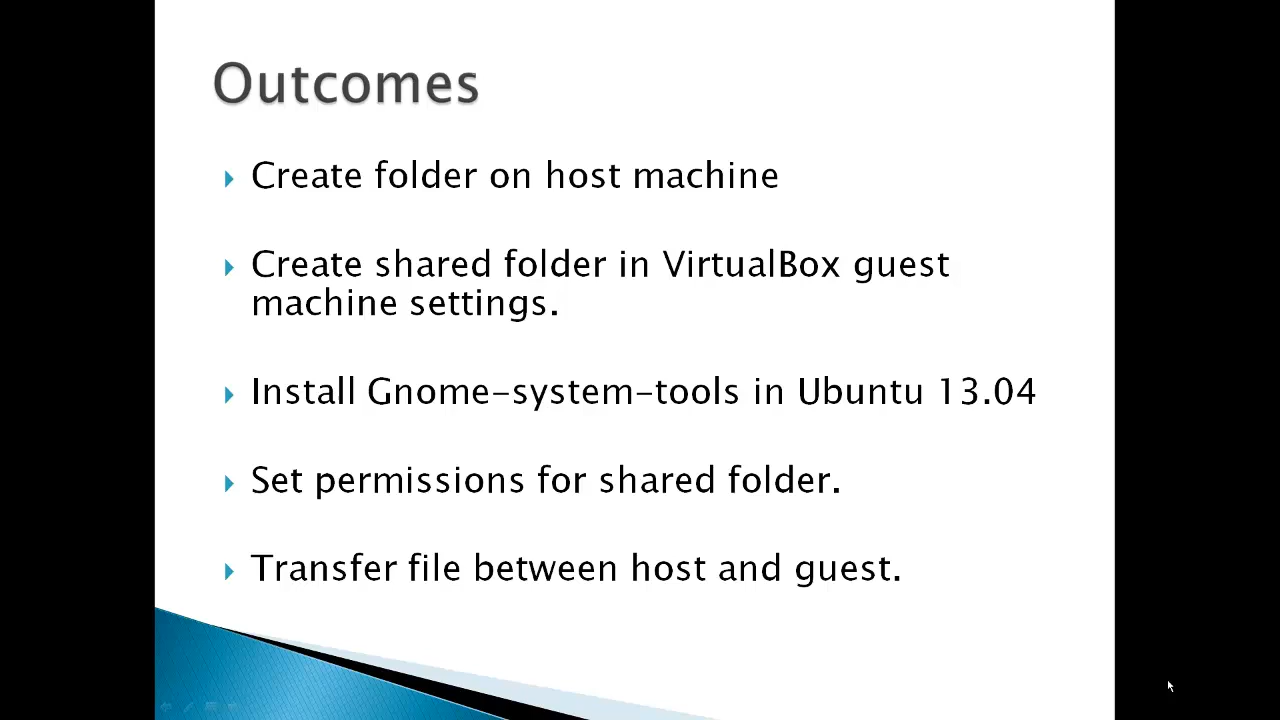 Outcomes
Create folder on host machine
Create shared folder in VirtualBox guest
machine settings.
Install Gnome-system-tools in Ubuntu 13.04
Set permissions for shared folder.
Transfer file between host and guest.